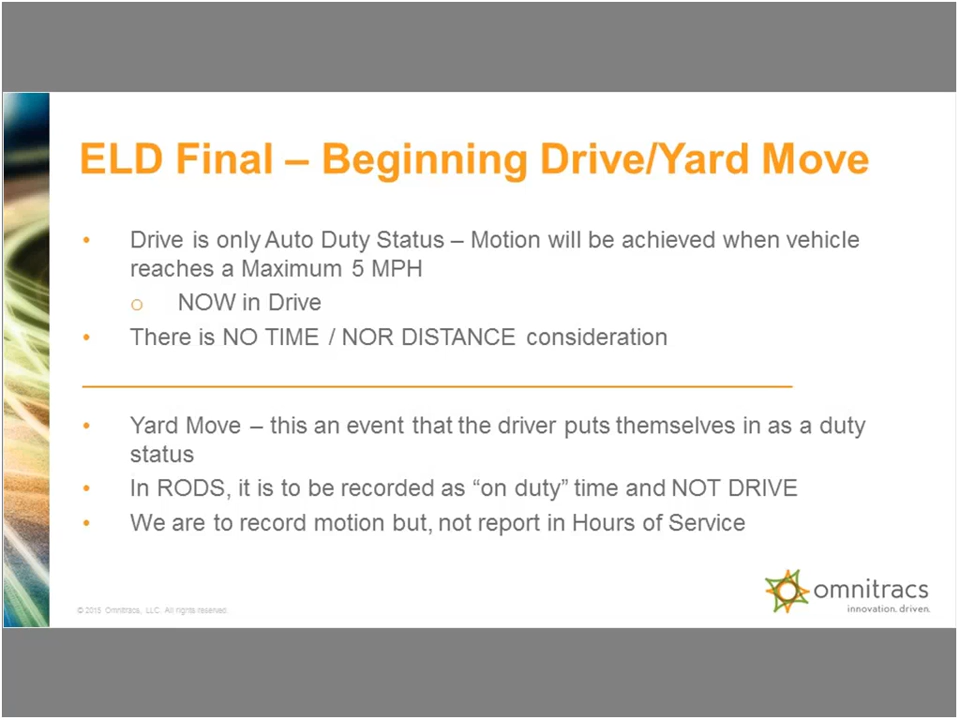 ELD Final – Beginning Drive/Yard Move
• Drive is only Auto Duty Status – Motion will be achieved when vehicle
reaches a Maximum 5 MPH
o NOW in Drive
• There is NO TIME / NOR DISTANCE consideration
• Yard Move – this an event that the driver puts themselves in as a duty
status
• In RODS, it is to be recorded as “on duty” time and NOT DRIVE
• We are to record motion but, not report in Hours of Service
omnitracs
innovation. driven.
© 2015 Omnitracs, LLC. All rights reserved.